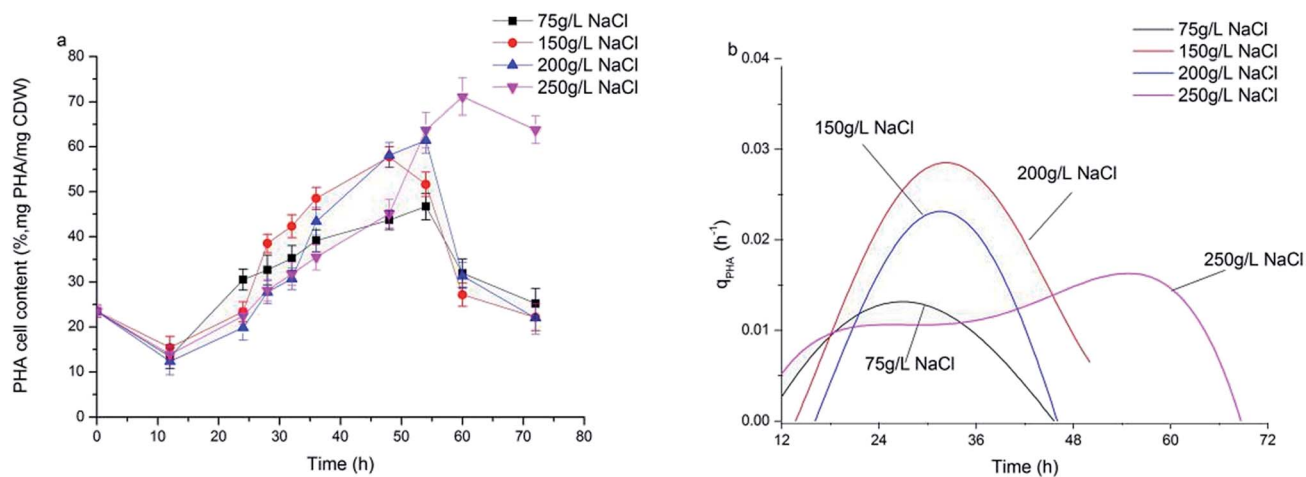 a
75g/L NaCl
150g/L NaCl
200g/L NaCl
250g/L NaCl
PHA cell content (%,mg PHA/mg CDW)
80
70
60
50
40
30
20
10
0
0 10 20 30 40 50 60 70 80
Time (h)
b
75g/L NaCl
150g/L NaCl
200g/L NaCl
250g/L NaCl
qPHA (h-1)
0.04
0.03
0.02
0.01
0.00
150g/L NaCl
200g/L NaCl
250g/L NaCl
75g/L NaCl
12 24 36 48 60 72
Time (h)